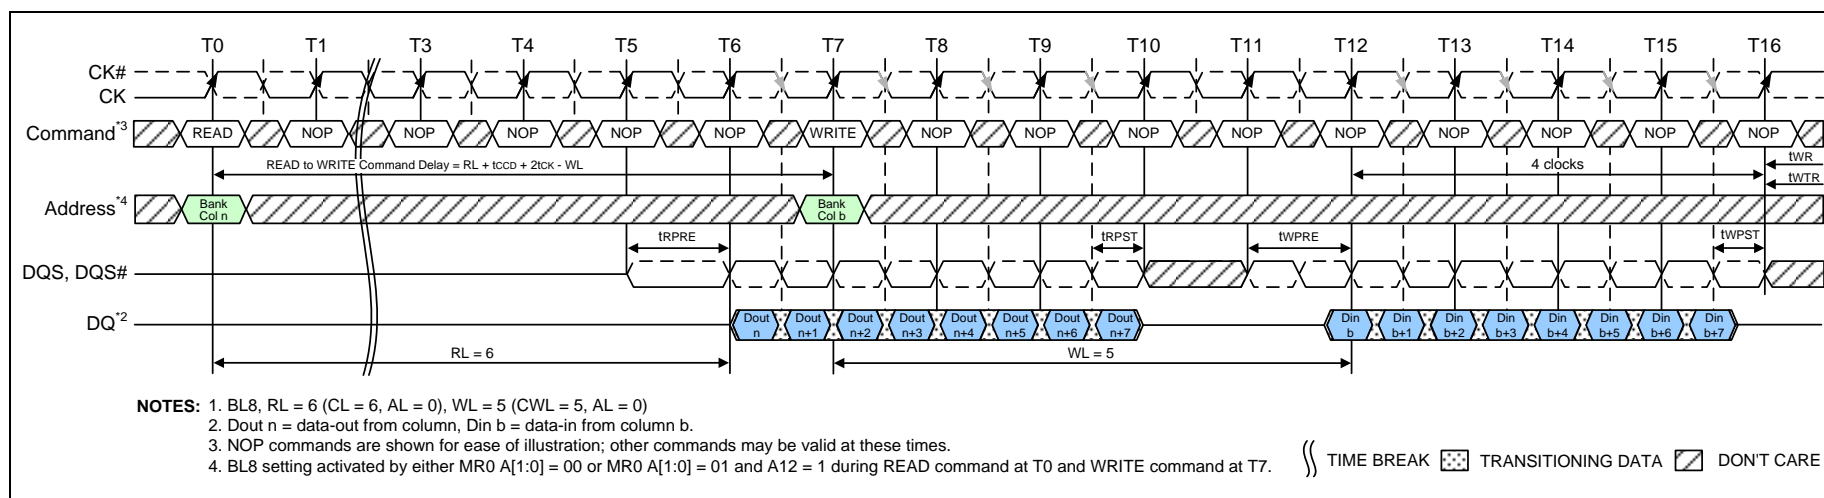 T0 T1 T3 T4 T5 T6 T7 T8 T9 T10 T11 T12 T13 T14 T15 T16
CK#
CK
Command*3 READ NOP NOP NOP NOP NOP WRITE NOP NOP NOP NOP NOP NOP NOP NOP NOP
READ to WRITE Command Delay = RL + tCCD + 2tCK - WL
4 clocks
tWR
tWTR
Address*4 Bank Col n Bank Col b
tRPRE tRPST tWPRE tWPST
DQS, DQS#
DQ*2 Dout n Dout n+1 Dout n+2 Dout n+3 Dout n+4 Dout n+5 Dout n+6 Dout n+7 Din b Din b+1 Din b+2 Din b+3 Din b+4 Din b+5 Din b+6 Din b+7
RL = 6 WL = 5
NOTES: 1. BL8, RL = 6 (CL = 6, AL = 0), WL = 5 (CWL = 5, AL = 0)
2. Dout n = data-out from column, Din b = data-in from column b.
3. NOP commands are shown for ease of illustration; other commands may be valid at these times.
4. BL8 setting activated by either MR0 A[1:0] = 00 or MR0 A[1:0] = 01 and A12 = 1 during READ command at T0 and WRITE command at T7.
TIME BREAK TRANSITIONING DATA DON'T CARE